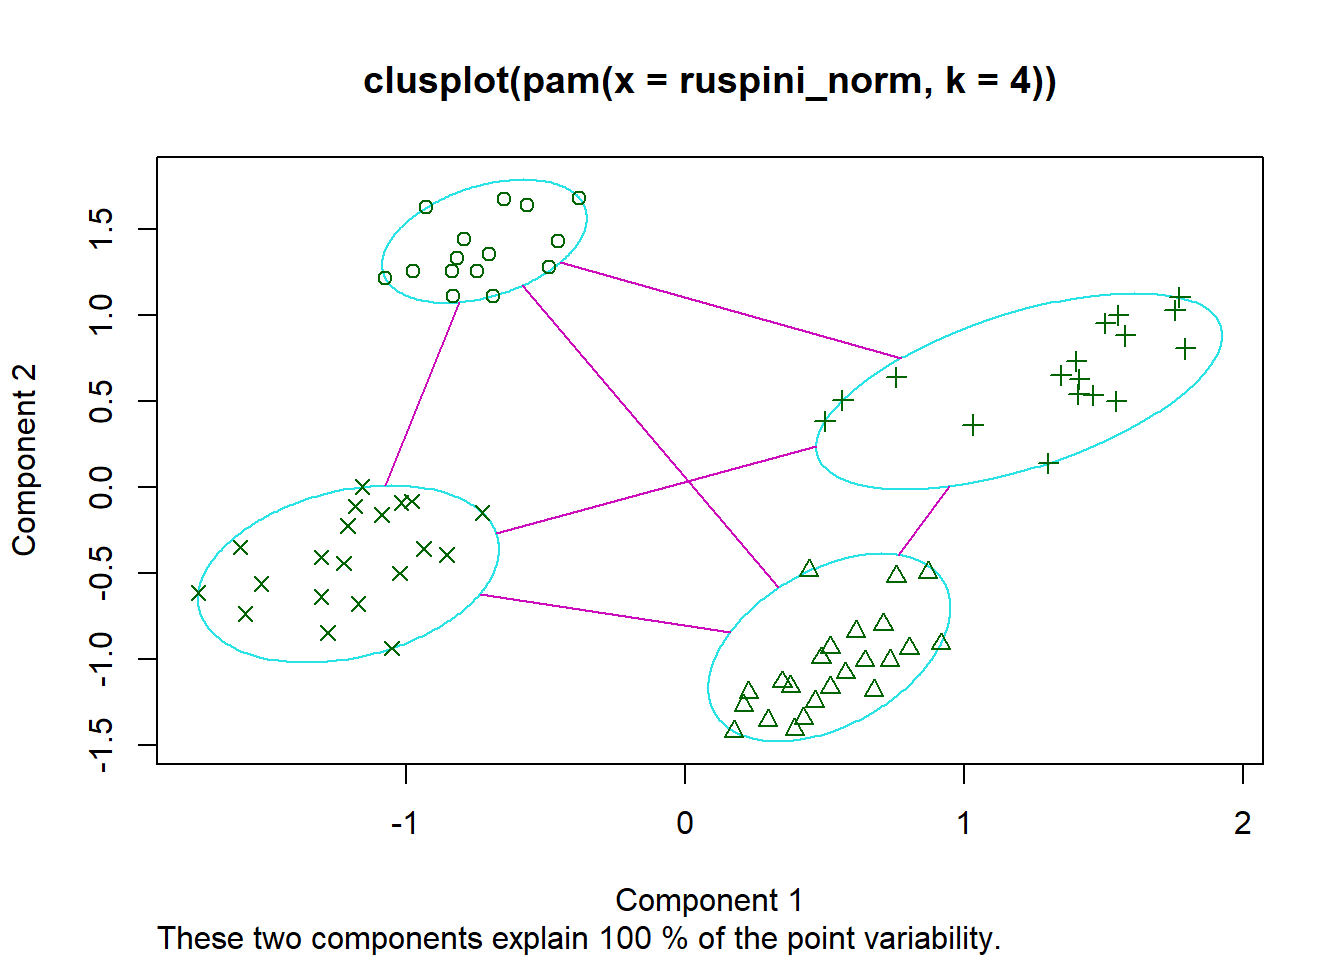 clusplot(pam(x = ruspini_norm, k = 4))
Component 2
1.5
1.0
0.5
0.0
-0.5
-1.0
-1.5
-1 0 1 2
Component 1
These two components explain 100 % of the point variability.